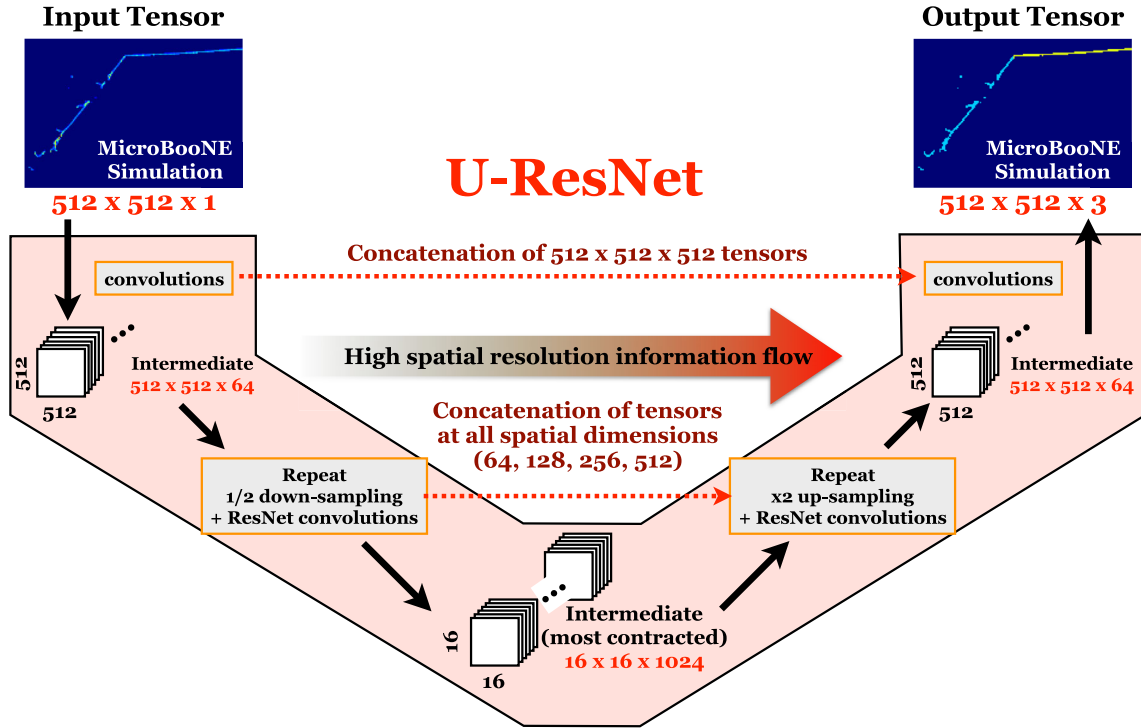 Input Tensor
Output Tensor
MicroBooNE
Simulation
MicroBooNE
Simulation
512 x 512 x 1
U-ResNet
512 x 512 x 3
Concatenation of 512 x 512 x 512 tensors
convolutions
convolutions
512
512
Intermediate
512 x 512 x 64
High spatial resolution information flow
512
512
Intermediate
512 x 512 x 64
Concatenation of tensors
at all spatial dimensions
(64, 128, 256, 512)
Repeat
1/2 down-sampling
+ ResNet convolutions
Repeat
x2 up-sampling
+ ResNet convolutions
16
16
Intermediate
(most contracted)
16 x 16 x 1024